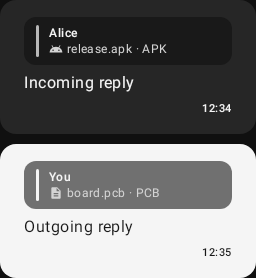 Alice
release.apk · APK
Incoming reply
12:34
You
board.pcb · PCB
Outgoing reply
12:35